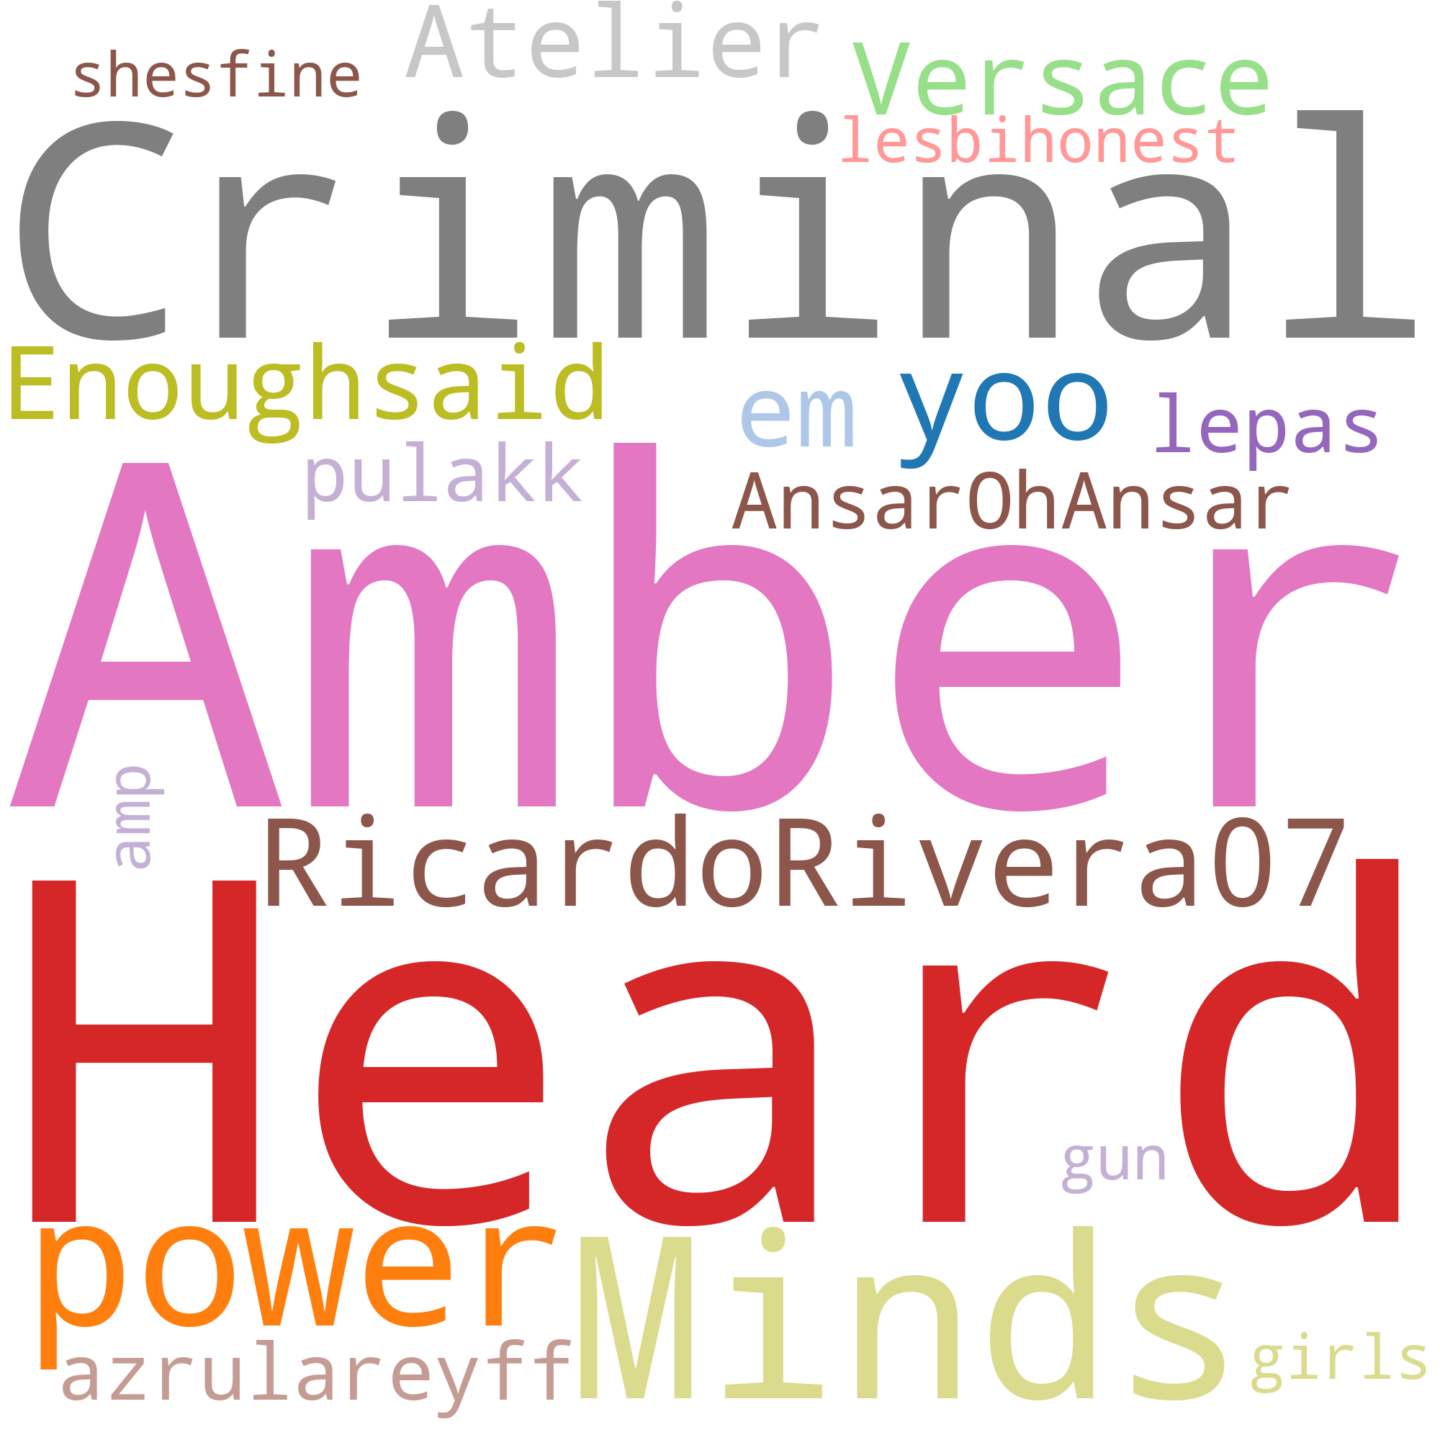 Atelier
shesfine
Versace
lesbihonest
Criminal
Enoughsaid
em
yoo
lepas
pulakk
AnsarOhAnsar
Amber
amp
RicardoRivera07
Heard
gun
power
Minds
azrulareyff
girls